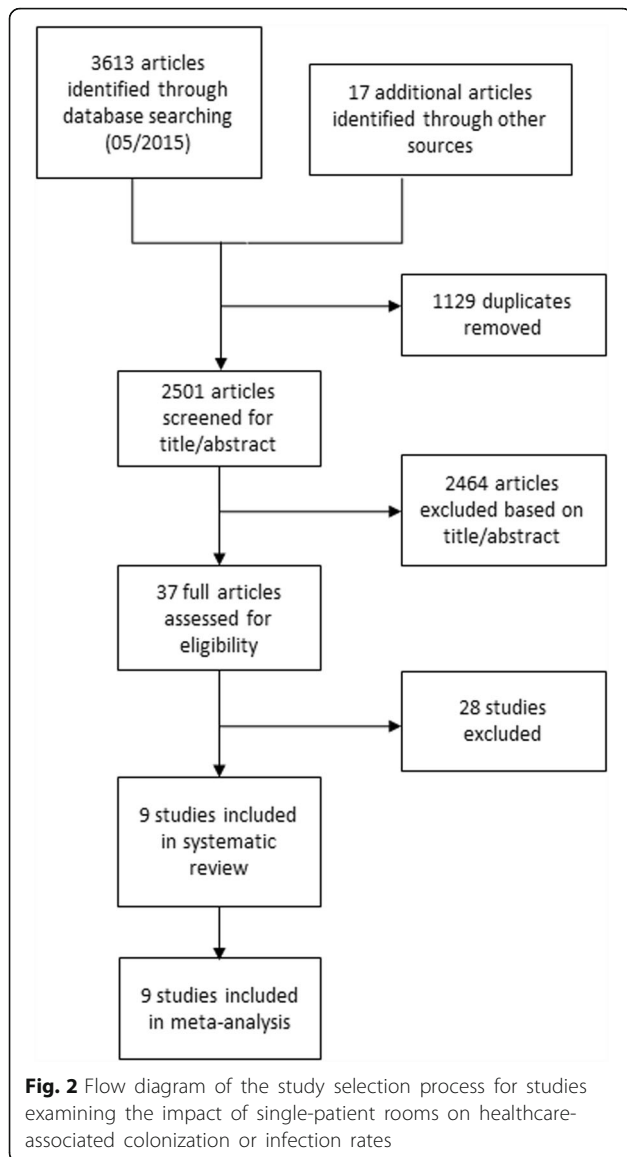 3613 articles
identified through
database searching
(05/2015)
17 additional articles
identified through other
sources
1129 duplicates
removed
2501 articles
screened for
title/abstract
2464 articles
excluded based on
title/abstract
37 full articles
assessed for
eligibility
28 studies
excluded
9 studies included
in systematic
review
9 studies included
in meta-analysis
Fig. 2 Flow diagram of the study selection process for studies
examining the impact of single-patient rooms on healthcare-
associated colonization or infection rates